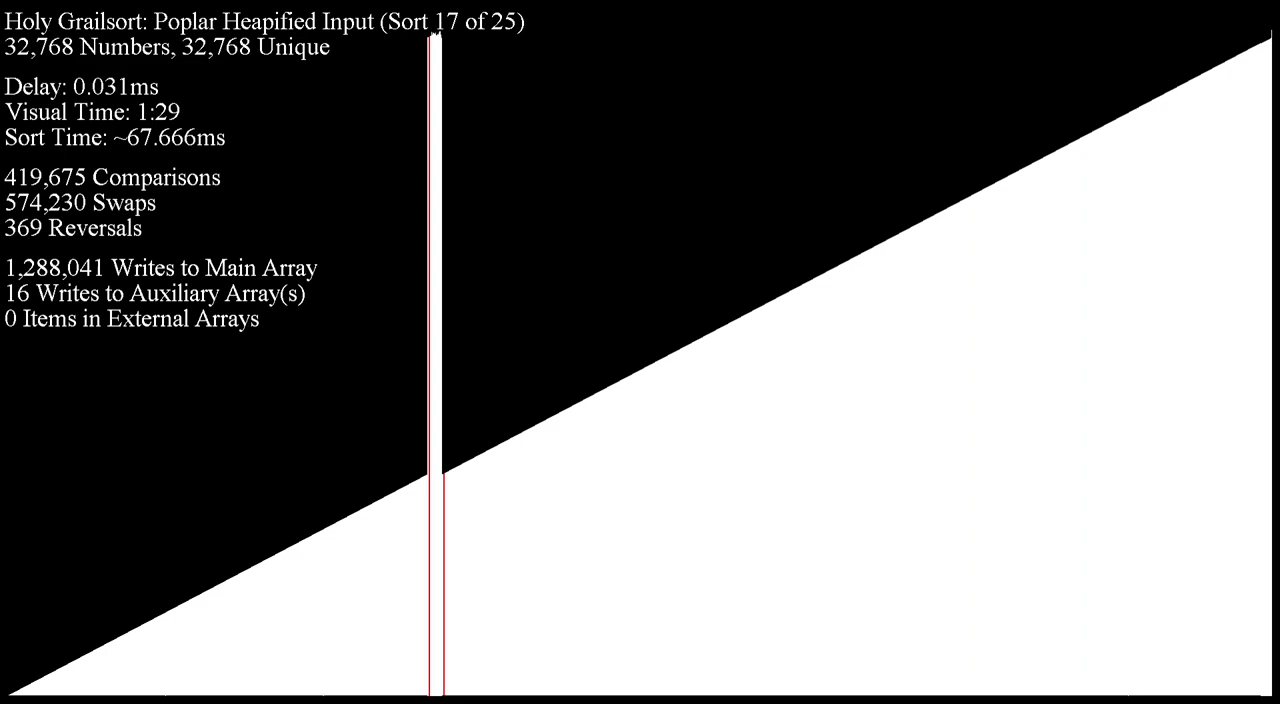 Holy Grailsort: Poplar Heapified Input (Sort 17 of 25)
32,768 Numbers, 32,768 Unique
Delay: 0.031ms
Visual Time: 1:29
Sort Time: ~67.666ms
419,675 Comparisons
574,230 Swaps
369 Reversals
1,288,041 Writes to Main Array
16 Writes to Auxiliary Array(s)
0 Items in External Arrays